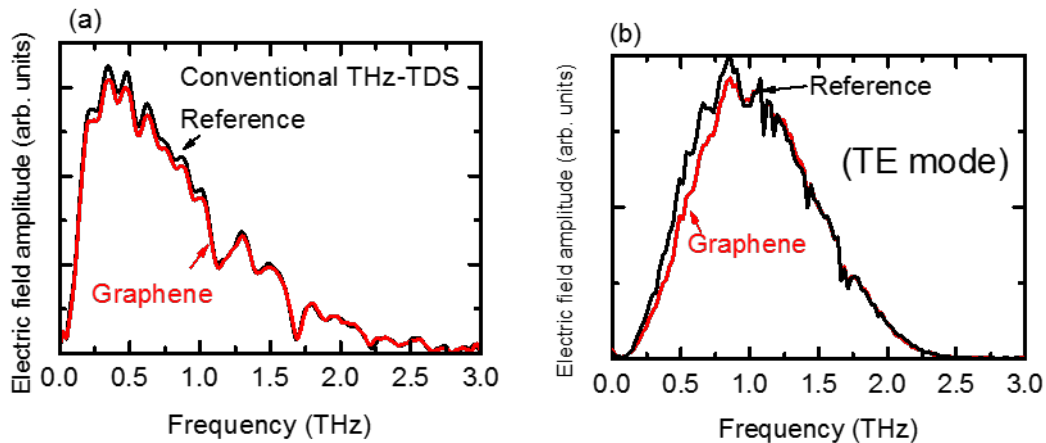 (a)
Conventional THz-TDS
Reference
Graphene
Electric field amplitude (arb. units)
0.0 0.5 1.0 1.5 2.0 2.5 3.0
Frequency (THz)
(b)
Reference
(TE mode)
Graphene
Electric field amplitude (arb. units)
0.0 0.5 1.0 1.5 2.0 2.5 3.0
Frequency (THz)